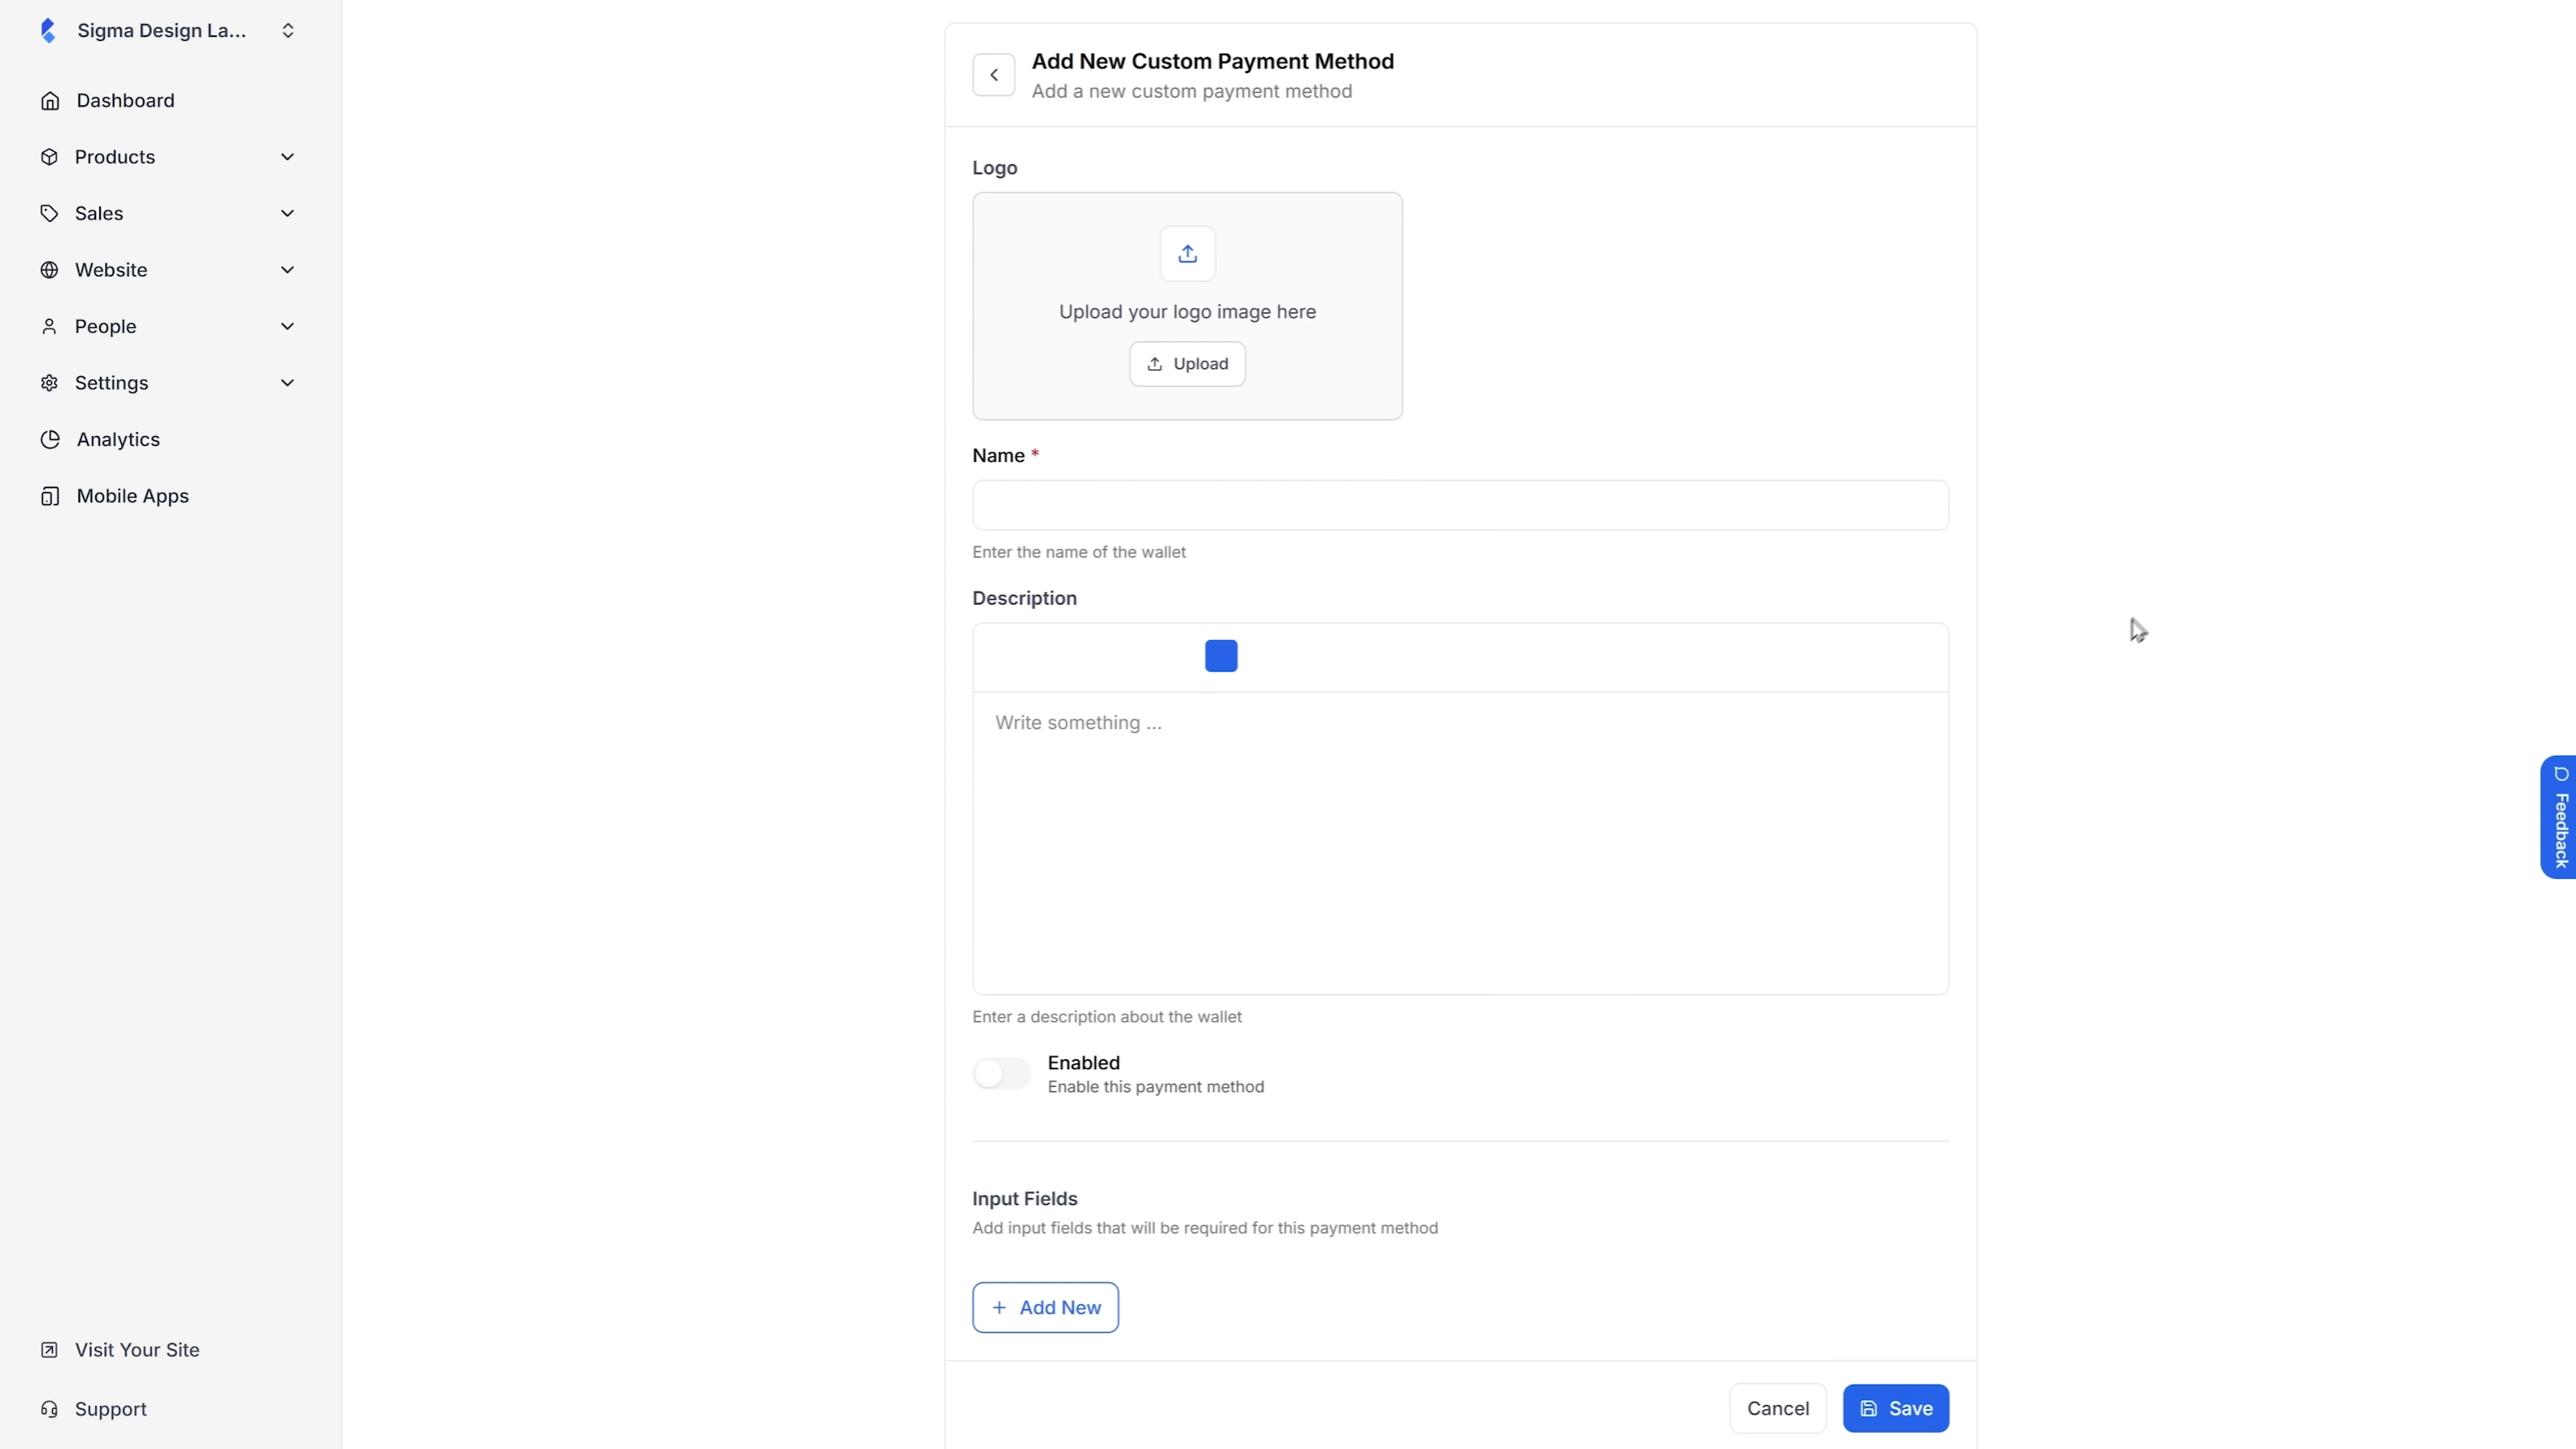 Sigma Design La...
Dashboard
Products
Sales
Website
People
Settings
Analytics
Mobile Apps
Visit Your Site
Support
Add New Custom Payment Method
Add a new custom payment method
Logo
Upload your logo image here
Upload
Name *
Enter the name of the wallet
Description
Write something ...
Enter a description about the wallet
Enabled
Enable this payment method
Input Fields
Add input fields that will be required for this payment method
Add New
Cancel
Save
Feedback